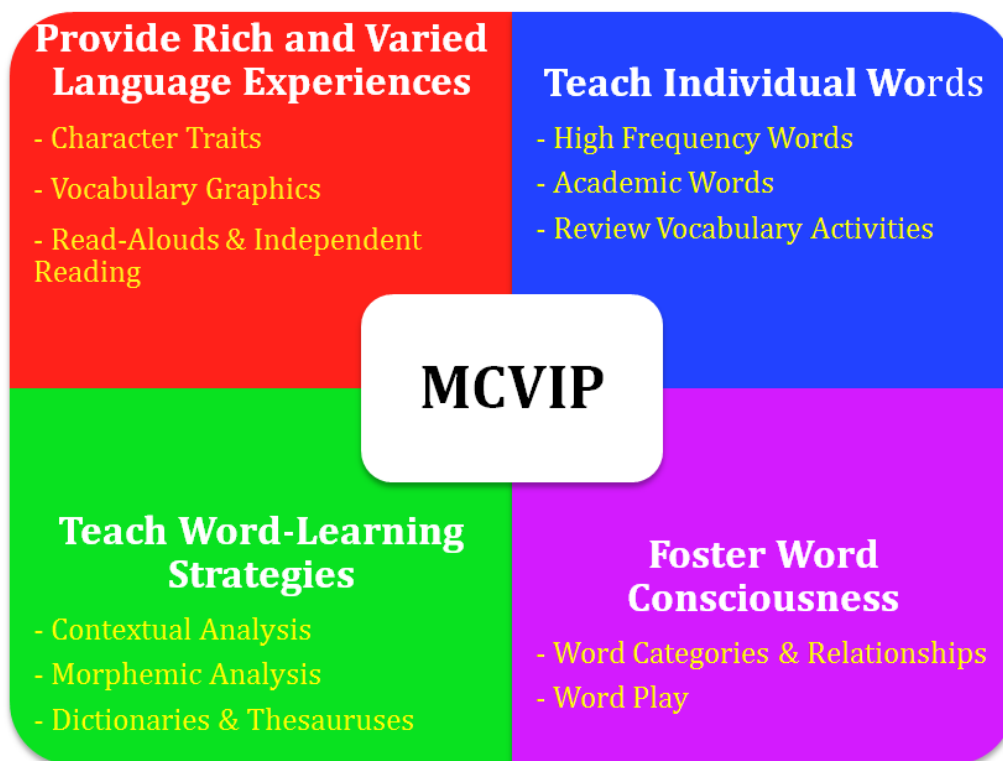 Provide Rich and Varied
Language Experiences
- Character Traits
- Vocabulary Graphics
- Read-Alouds & Independent
Reading
Teach Individual Words
- High Frequency Words
- Academic Words
- Review Vocabulary Activities
MCVIP
Teach Word-Learning
Strategies
- Contextual Analysis
- Morphemic Analysis
- Dictionaries & Thesauruses
Foster Word
Consciousness
- Word Categories & Relationships
- Word Play